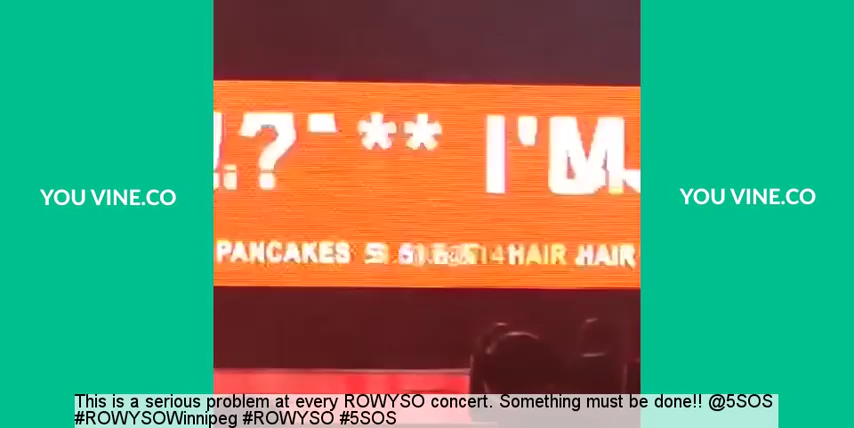 !?" ** I'M
YOU VINE.CO
YOU VINE.CO
PANCAKES HAIR HAIR
This is a serious problem at every ROWYSO concert. Something must be done!! @5SOS
#ROWYSOWinnipeg #ROWYSO #5SOS